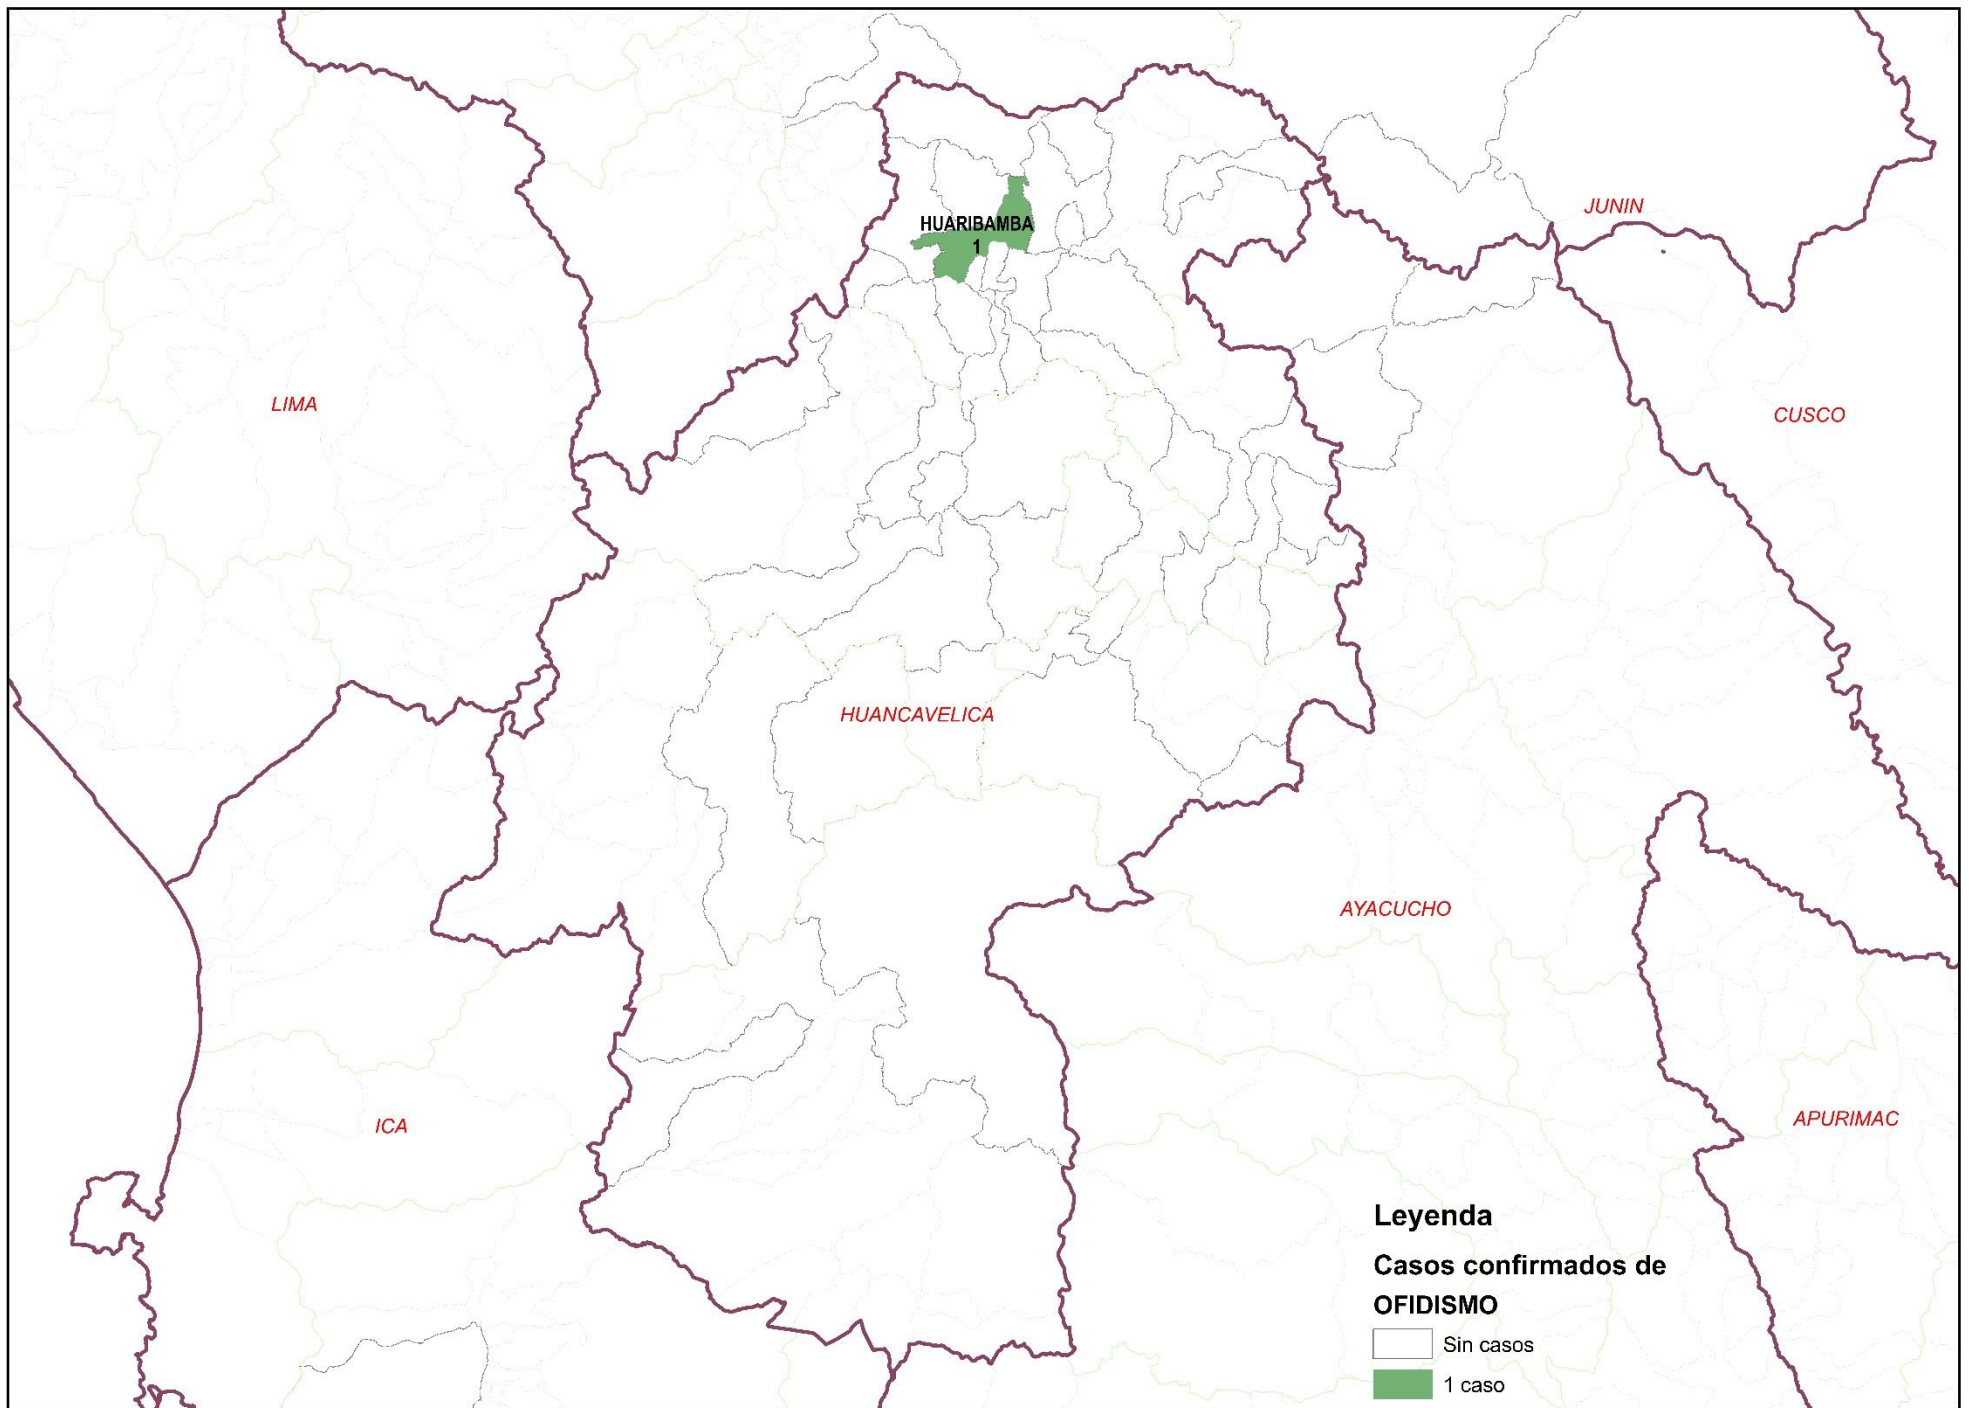 JUNIN
HUARIBAMBA
1
LIMA
CUSCO
HUANCAVELICA
AYACUCHO
ICA
APURIMAC
Leyenda
Casos confirmados de
OFIDISMO
Sin casos
1 caso